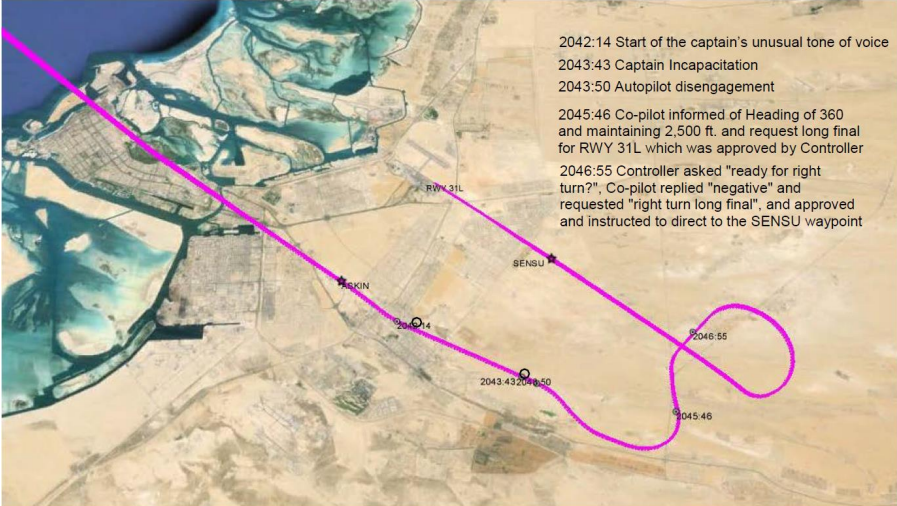 2042:14 Start of the captain's unusual tone of voice
2043:43 Captain Incapacitation
2043:50 Autopilot disengagement
2045:46 Co-pilot informed of Heading of 360
and maintaining 2,500 ft. and request long final
for RWY 31L which was approved by Controller
2046:55 Controller asked "ready for right
turn?", Co-pilot replied "negative" and
requested "right turn long final", and approved
and instructed to direct to the SENSU waypoint
RWY 31L
SENSU
ASKIN
2042:14
2046:55
2043:43 2043:50
2045:46